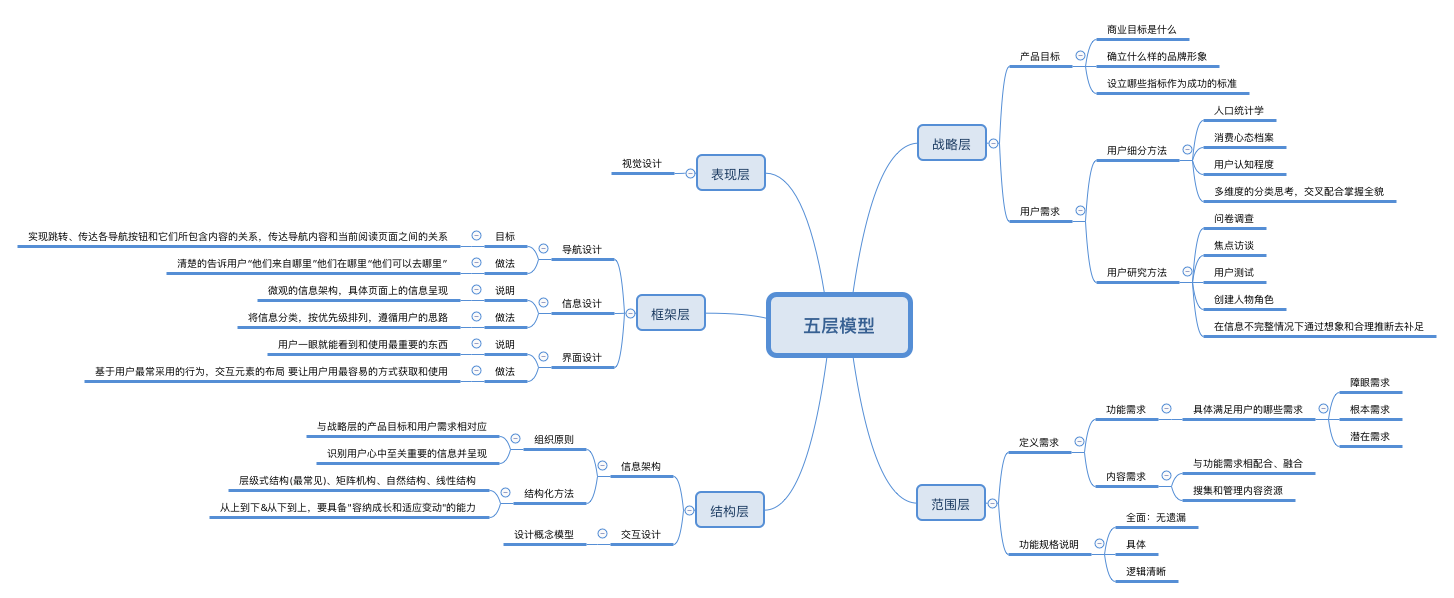 五层模型
战略层
产品目标
商业目标是什么
确立什么样的品牌形象
设立哪些指标作为成功的标准
用户需求
用户细分方法
人口统计学
消费心态档案
用户认知程度
多维度的分类思考，交叉配合掌握全貌
用户研究方法
问卷调查
焦点访谈
用户测试
创建人物角色
在信息不完整情况下通过想象和合理推断去补足
范围层
定义需求
功能需求
具体满足用户的哪些需求
障眼需求
根本需求
潜在需求
内容需求
与功能需求相配合、融合
搜集和管理内容资源
功能规格说明
全面：无遗漏
具体
逻辑清晰
表现层
视觉设计
框架层
导航设计
目标
实现跳转、传达各导航按钮和它们所包含内容的关系，传达导航内容和当前阅读页面之间的关系
做法
清楚的告诉用户"他们来自哪里"他们在哪里"他们可以去哪里"
信息设计
说明
微观的信息架构，具体页面上的信息呈现
做法
将信息分类，按优先级排列，遵循用户的思路
界面设计
说明
用户一眼就能看到和使用最重要的东西
做法
基于用户最常采用的行为，交互元素的布局 要让用户用最容易的方式获取和使用
结构层
信息架构
组织原则
与战略层的产品目标和用户需求相对应
识别用户心中至关重要的信息并呈现
结构化方法
层级式结构(最常见)、矩阵机构、自然结构、线性结构
从上到下&从下到上，要具备"容纳成长和适应变动"的能力
交互设计
设计概念模型